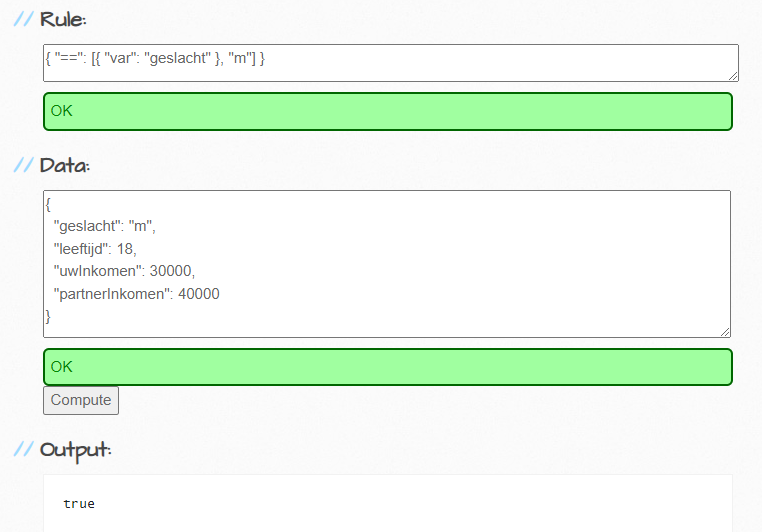 // Rule:
{ "==": [{ "var": "geslacht" }, "m"] }
OK
// Data:
{
  "geslacht": "m",
  "leeftijd": 18,
  "uwInkomen": 30000,
  "partnerInkomen": 40000
}
OK
Compute
// Output:
true